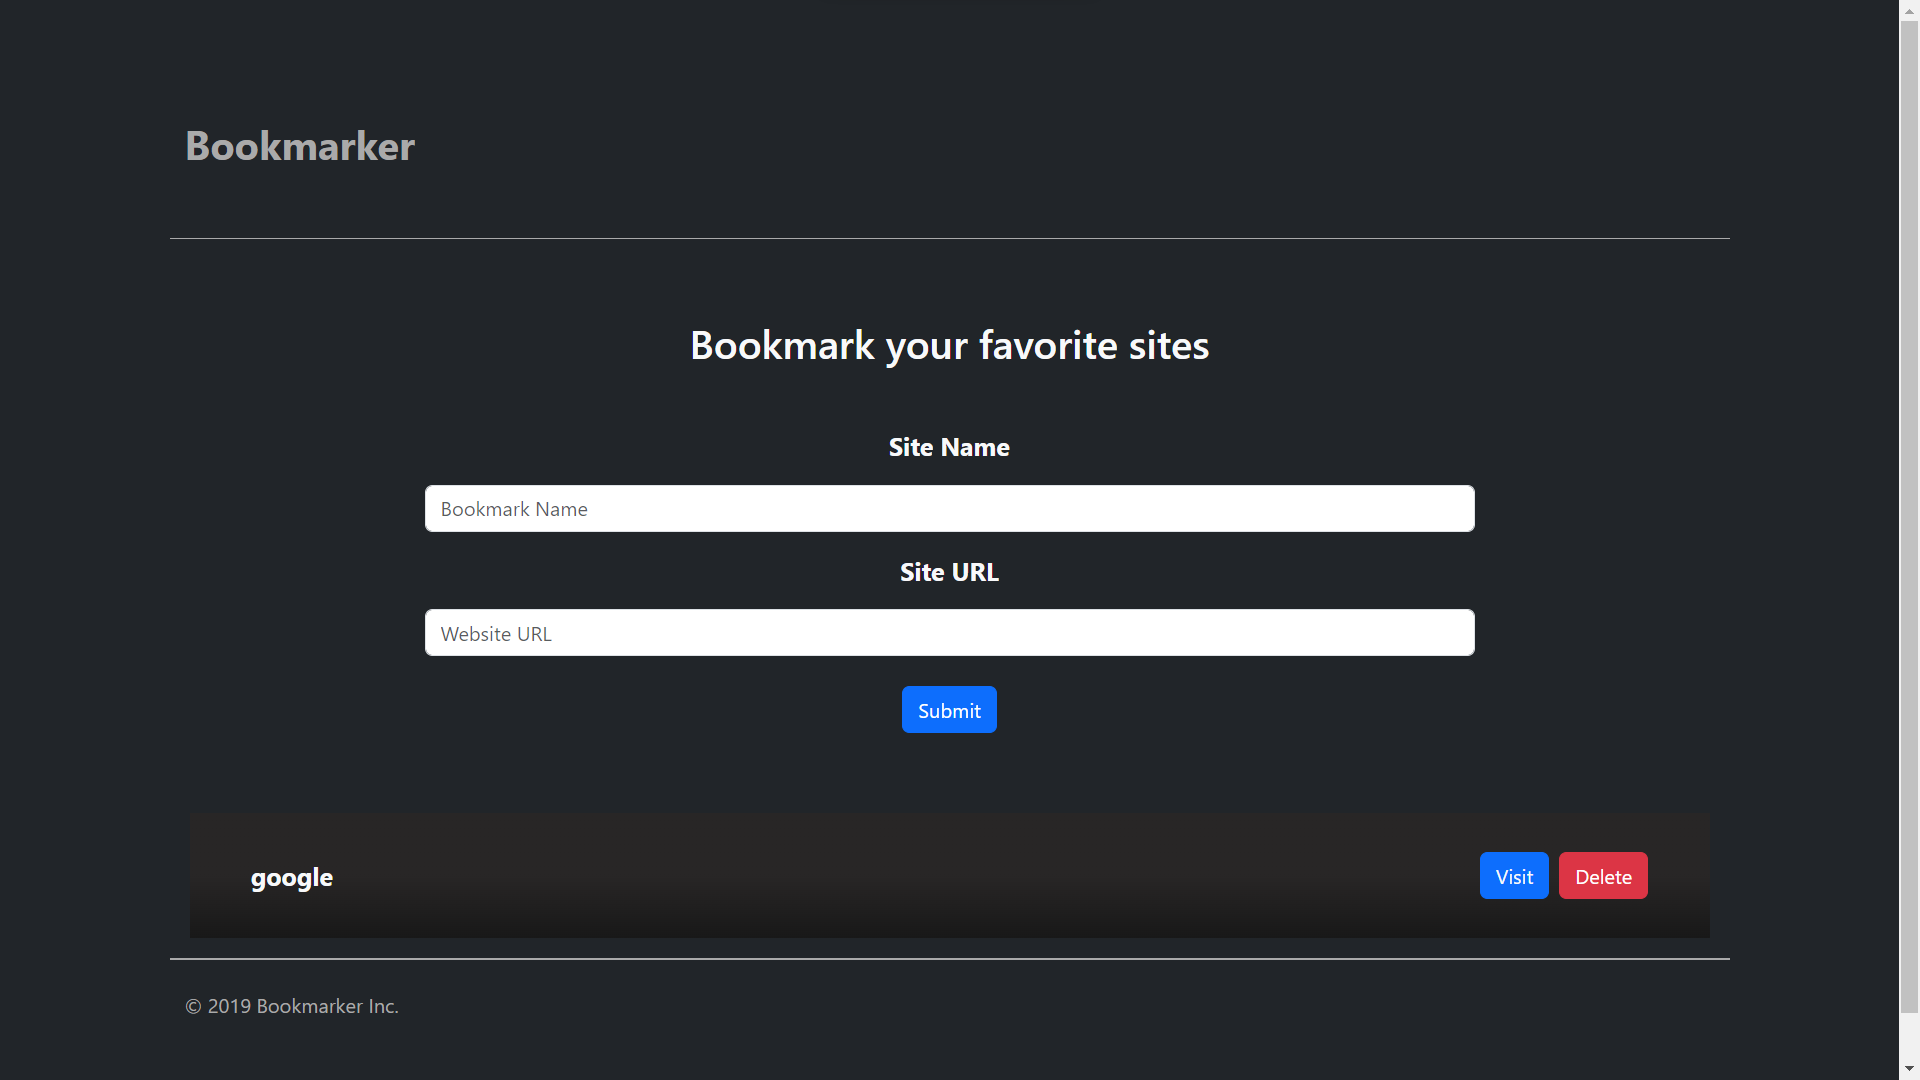 Bookmarker
Bookmark your favorite sites
Site Name
Bookmark Name
Site URL
Website URL
Submit
google
Visit
Delete
© 2019 Bookmarker Inc.